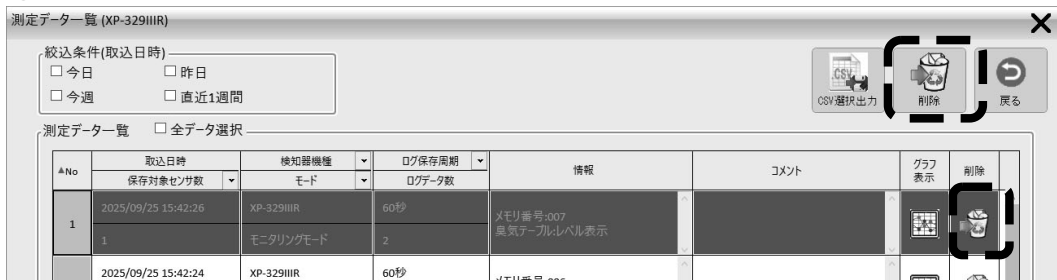 測定データ一覧 (XP-329IIIR)
絞込条件(取込日時)
今日 昨日
今週 直近1週間
CSV
CSV選択出力 削除 戻る
測定データ一覧 全データ選択
▲No 取込日時 検知器機種 ログ保存周期 情報 コメント グラフ表示 削除
保存対象センサ数 モード ログデータ数
1 2025/09/25 15:42:26 XP-329IIIR 60秒 メモリ番号:007
1 モニタリングモード 2 臭気テーブル:レベル表示
2025/09/25 15:42:24 XP-329IIIR 60秒